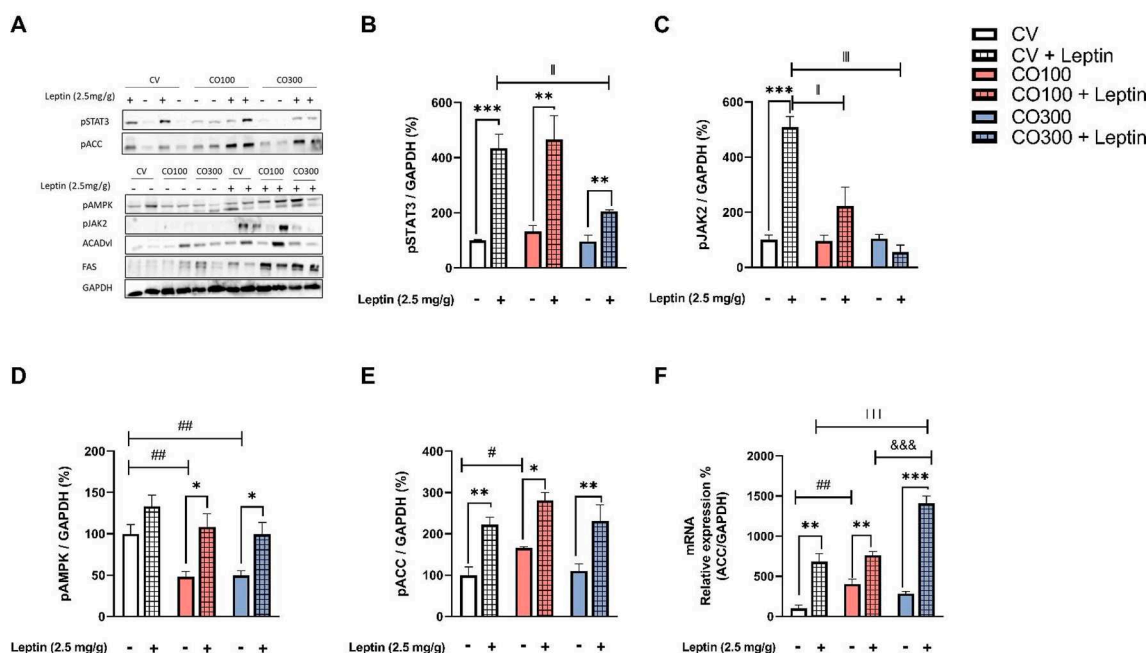 A
CV CO100 CO300
Leptin (2.5mg/g) + - + - - - + + - - + +
pSTAT3
pACC
CV CO100 CO300 CV CO100 CO300
Leptin (2.5mg/g) - - - - - - + + + + + +
pAMPK
pJAK2
ACADvl
FAS
GAPDH
B
pSTAT3 / GAPDH (%)
600
400
200
0
***
**
**
||
- + - + - +
Leptin (2.5 mg/g)
C
pJAK2 / GAPDH (%)
600
400
200
0
***
||
|||
- + - + - +
Leptin (2.5 mg/g)
CV
CV + Leptin
CO100
CO100 + Leptin
CO300
CO300 + Leptin
D
pAMPK / GAPDH (%)
200
150
100
50
0
##
##
*
*
- + - + - +
Leptin (2.5 mg/g)
E
pACC / GAPDH (%)
400
300
200
100
0
#
**
*
**
- + - + - +
Leptin (2.5 mg/g)
F
mRNA
Relative expression %
(ACC/GAPDH)
2000
1500
1000
500
0
|||
&&&
##
**
**
***
- + - + - +
Leptin (2.5 mg/g)